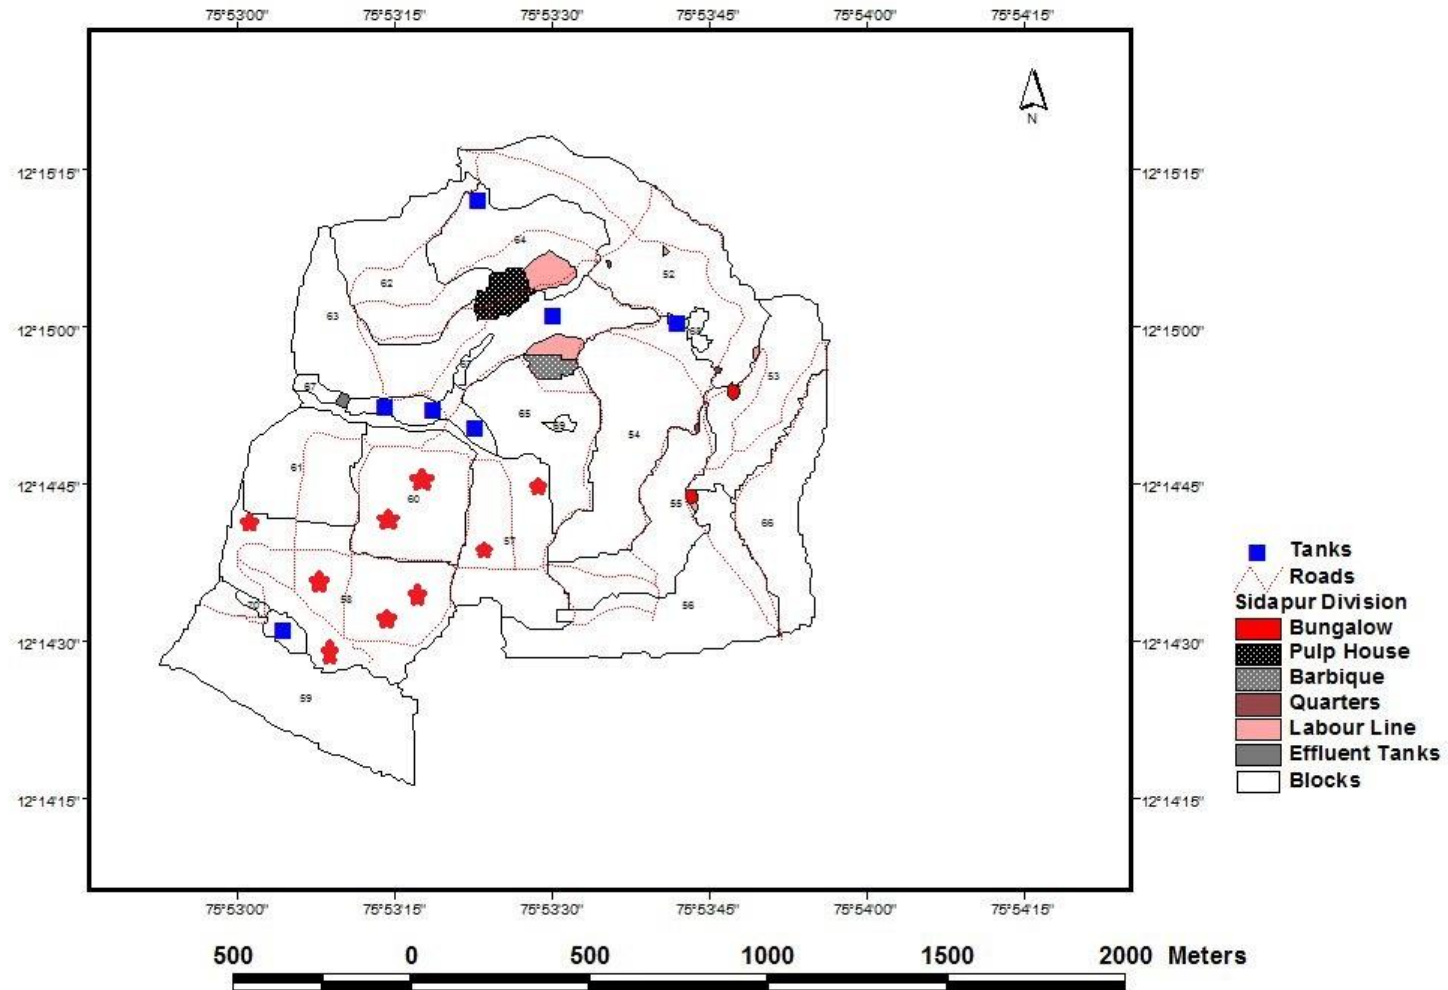 75°53'00" 75°53'15" 75°53'30" 75°53'45" 75°54'00" 75°54'15"
N
12°15'15" 12°15'15"
64
52
62
63
12°15'00" 12°15'00"
68
67
53
67
65
69
54
61
12°14'45" 12°14'45"
60
55
66
57
58
70
56
12°14'30" 12°14'30"
59
12°14'15" 12°14'15"
Tanks
Roads
Sidapur Division
Bungalow
Pulp House
Barbique
Quarters
Labour Line
Effluent Tanks
Blocks
75°53'00" 75°53'15" 75°53'30" 75°53'45" 75°54'00" 75°54'15"
500 0 500 1000 1500 2000 Meters